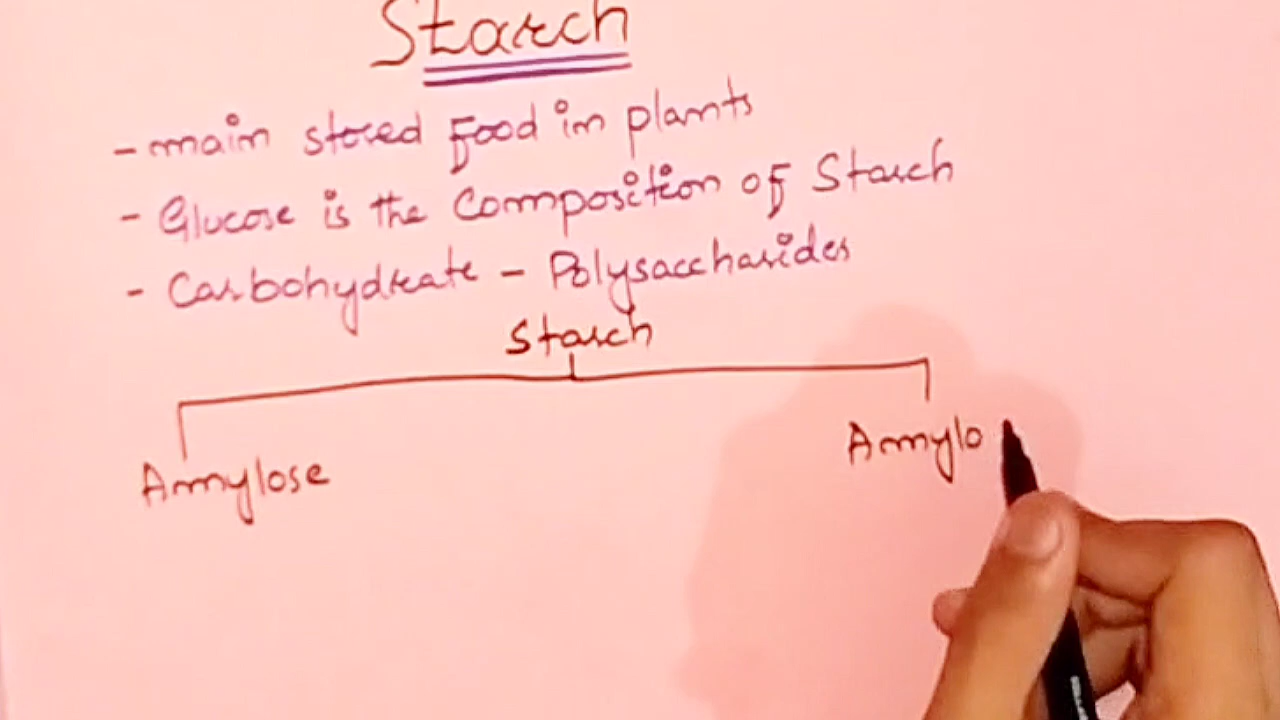 Starch
- main stored food in plants
- Glucose is the Composition of Starch
- Carbohydrate - Polysaccharides
Starch
Amylose
Amylo